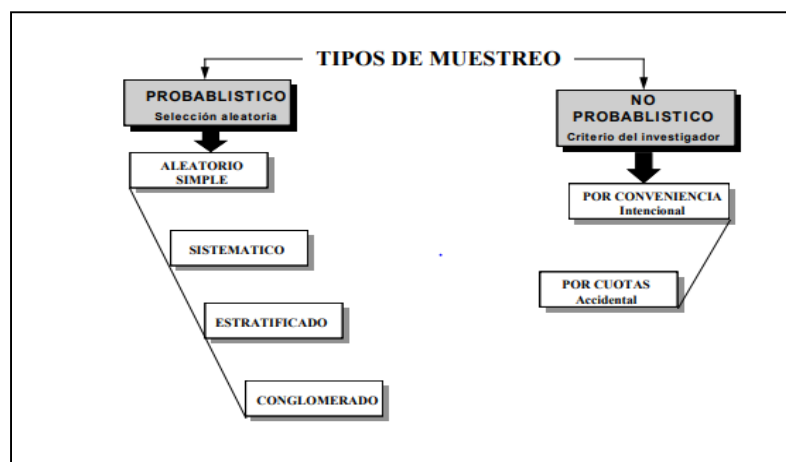 TIPOS DE MUESTREO
PROBABLISTICO
Selección aleatoria
ALEATORIO
SIMPLE
SISTEMATICO
ESTRATIFICADO
CONGLOMERADO
NO
PROBABLISTICO
Criterio del investigador
POR CONVENIENCIA
Intencional
POR CUOTAS
Accidental